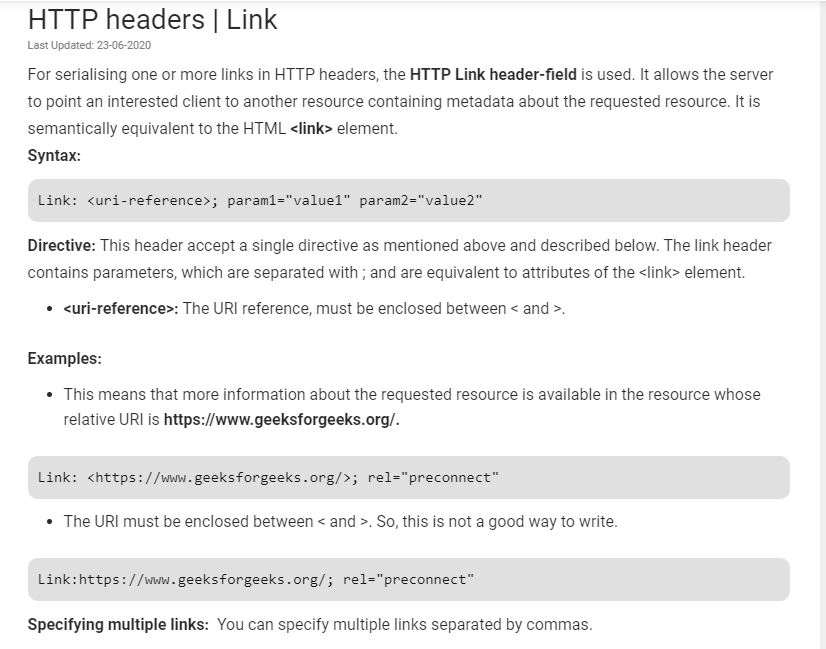 HTTP headers | Link
Last Updated: 23-06-2020
For serialising one or more links in HTTP headers, the HTTP Link header-field is used. It allows the server
to point an interested client to another resource containing metadata about the requested resource. It is
semantically equivalent to the HTML <link> element.
Syntax:
Link: <uri-reference>; param1="value1" param2="value2"
Directive: This header accept a single directive as mentioned above and described below. The link header
contains parameters, which are separated with ; and are equivalent to attributes of the <link> element.
• <uri-reference>: The URI reference, must be enclosed between < and >.
Examples:
• This means that more information about the requested resource is available in the resource whose
relative URI is https://www.geeksforgeeks.org/.
Link: <https://www.geeksforgeeks.org/>; rel="preconnect"
• The URI must be enclosed between < and >. So, this is not a good way to write.
Link:https://www.geeksforgeeks.org/; rel="preconnect"
Specifying multiple links: You can specify multiple links separated by commas.